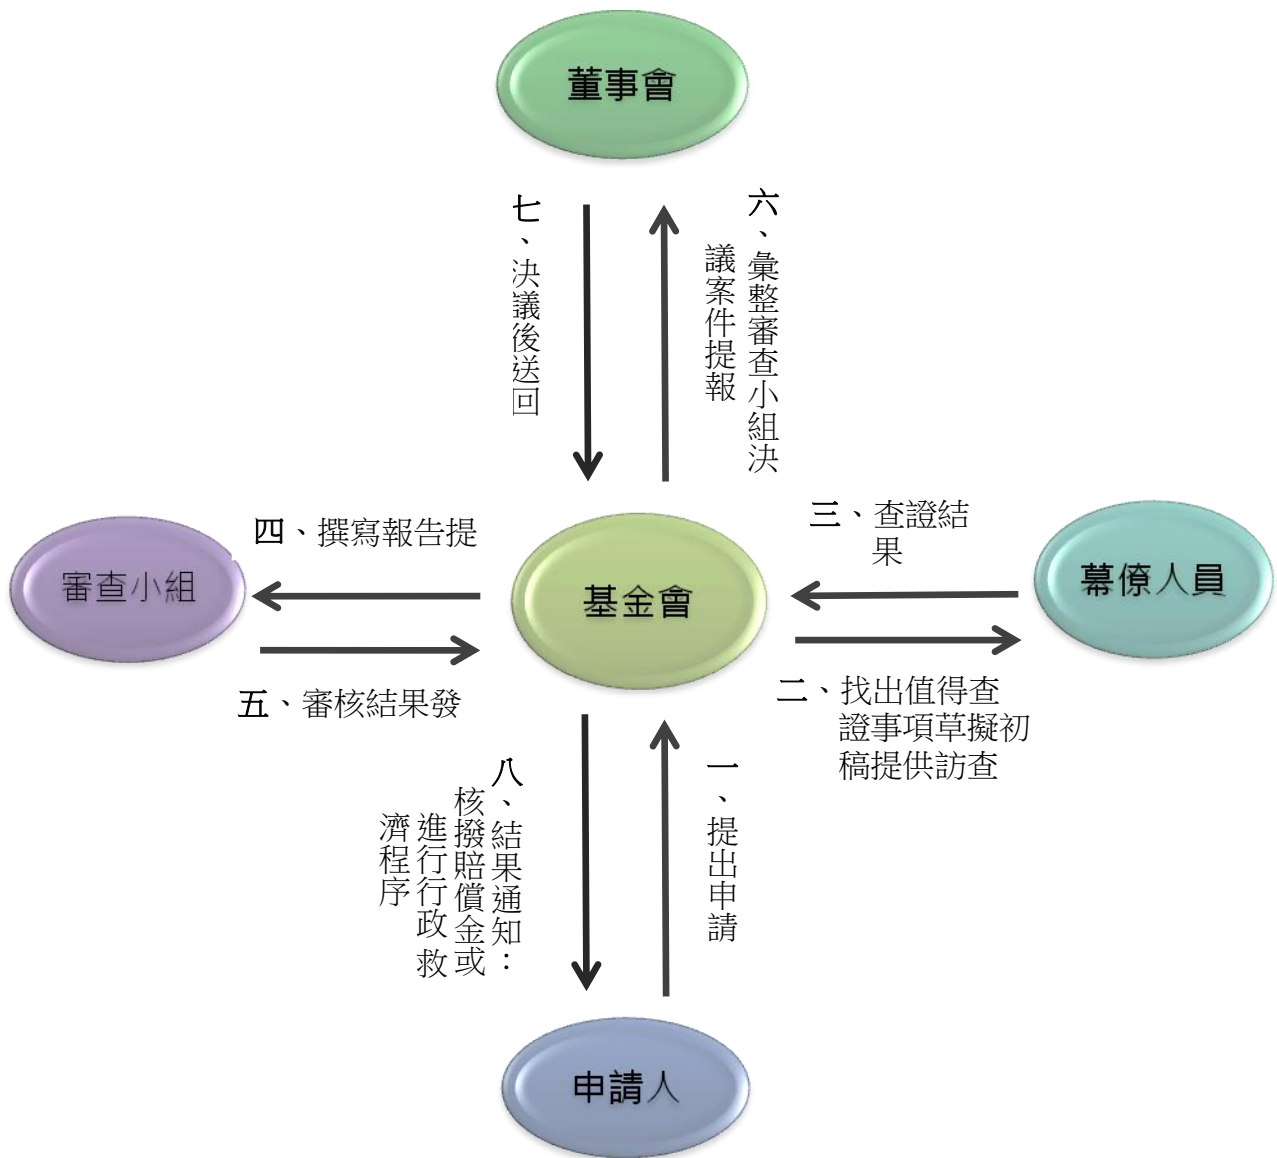 董事會
七、決議後送回
六、彙整審查小組決
議案件提報
四、撰寫報告提
三、查證結
果
審查小組
基金會
幕僚人員
五、審核結果發
二、找出值得查
證事項草擬初
稿提供訪查
八、結果通知：
核撥賠償金或
進行行政救
濟程序
一、提出申請
申請人